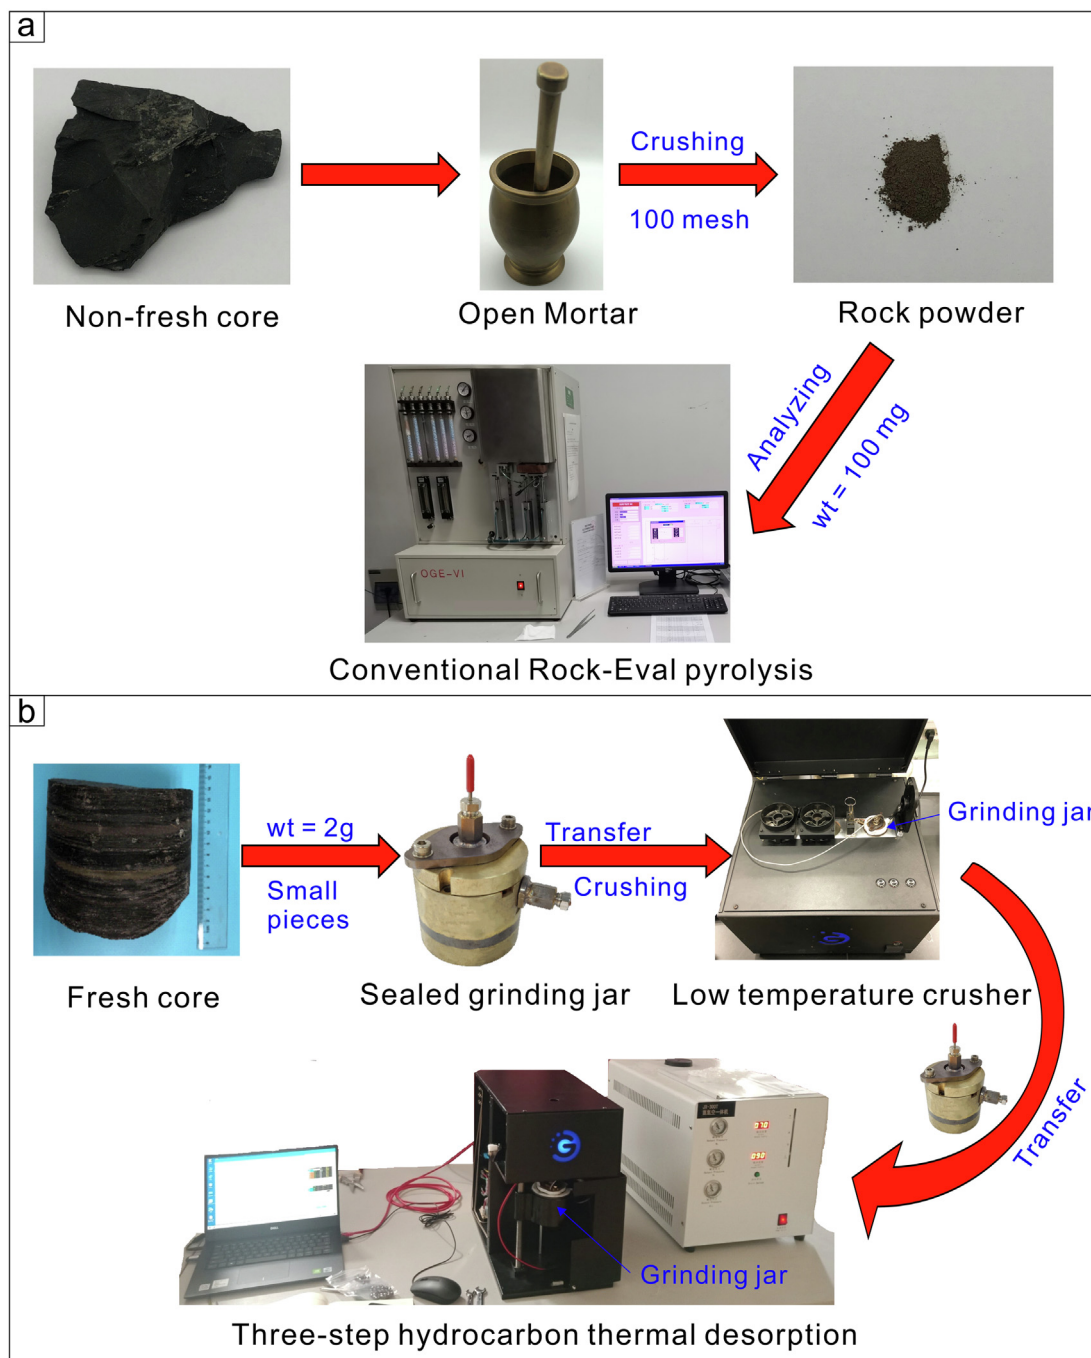 a
Crushing
100 mesh
Non-fresh core
Open Mortar
Rock powder
Analyzing
wt = 100 mg
OGE-VI
Conventional Rock-Eval pyrolysis
b
wt = 2g
Small
pieces
Transfer
Crushing
Grinding jar
Fresh core
Sealed grinding jar
Low temperature crusher
Transfer
Grinding jar
Three-step hydrocarbon thermal desorption